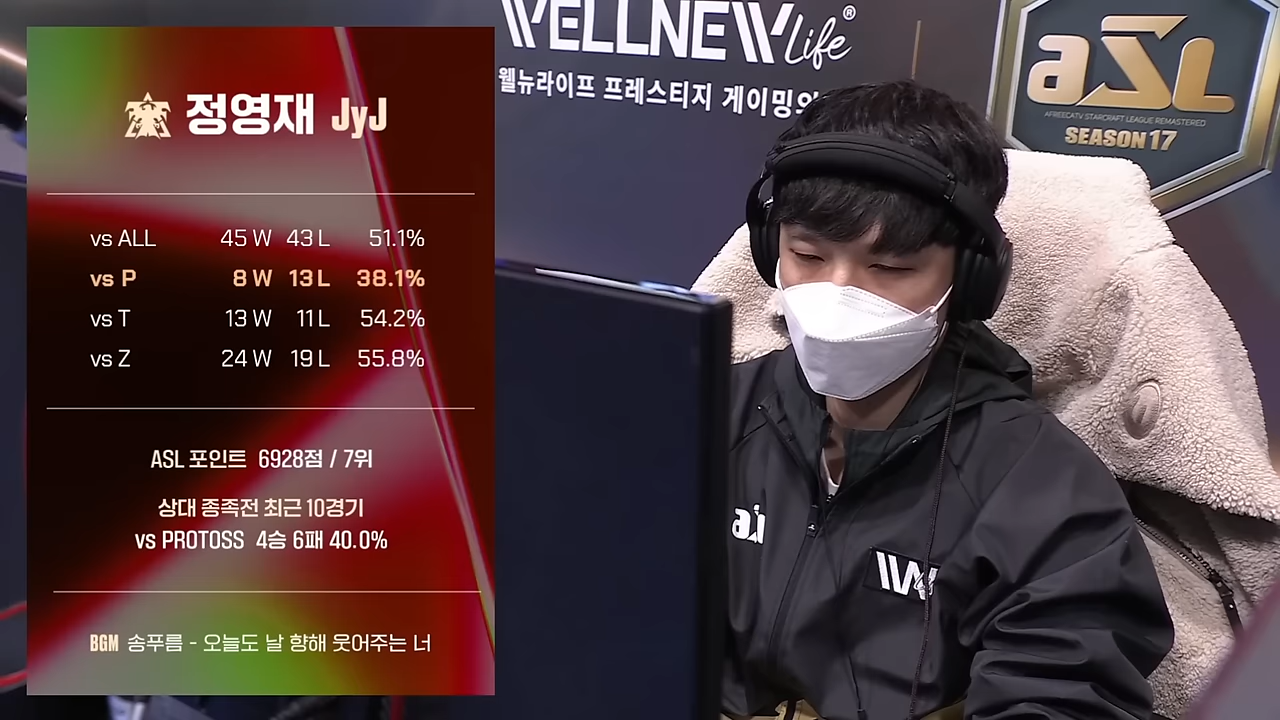 정영재 JyJ
vs ALL 45 W 43 L 51.1%
vs P 8 W 13 L 38.1%
vs T 13 W 11 L 54.2%
vs Z 24 W 19 L 55.8%
ASL 포인트 6928점 / 7위
상대 종족전 최근 10경기
vs PROTOSS 4승 6패 40.0%
BGM 송푸름 - 오늘도 날 향해 웃어주는 너
WELLNEW Life®
웰뉴라이프 프레스티지 게이밍의
aSL
AFREECATV STARCRAFT LEAGUE REMASTERED
SEASON 17